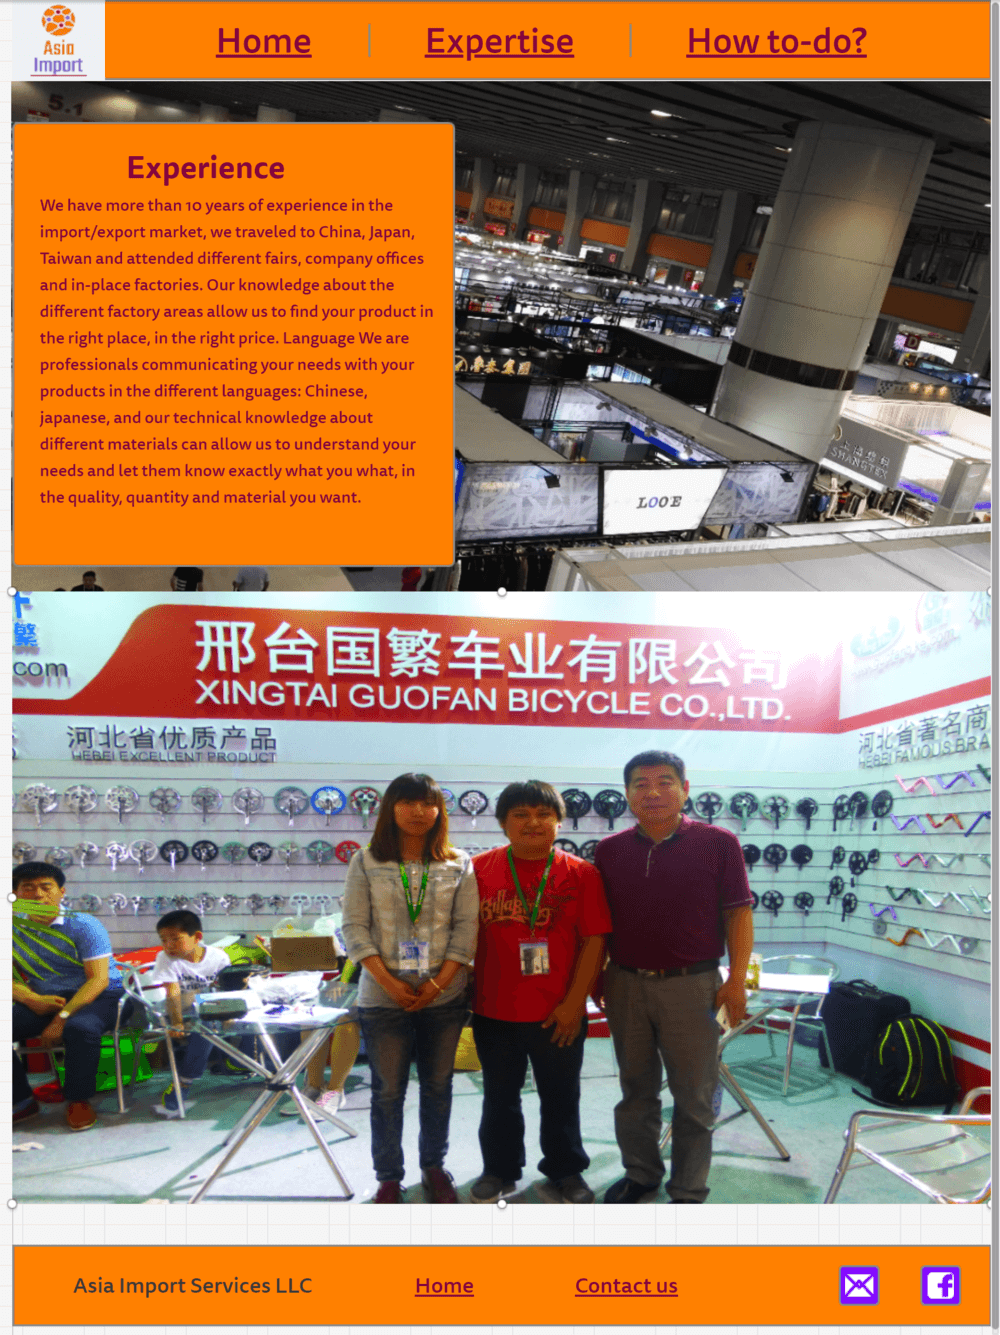 Asia
Import
Home
Expertise
How to-do?
5.1
Experience
We have more than 10 years of experience in the
import/export market, we traveled to China, Japan,
Taiwan and attended different fairs, company offices
and in-place factories. Our knowledge about the
different factory areas allow us to find your product in
the right place, in the right price. Language We are
professionals communicating your needs with your
products in the different languages: Chinese,
japanese, and our technical knowledge about
different materials can allow us to understand your
needs and let them know exactly what you what, in
the quality, quantity and material you want.
SHANGTEX
LOOE
.com
邢台国繁车业有限公司
XINGTAI GUOFAN BICYCLE CO.,LTD.
河北省优质产品
HEBEI EXCELLENT PRODUCT
河北省著名商
HEBEI FAMOUS BRA
Billabong
Asia Import Services LLC
Home
Contact us